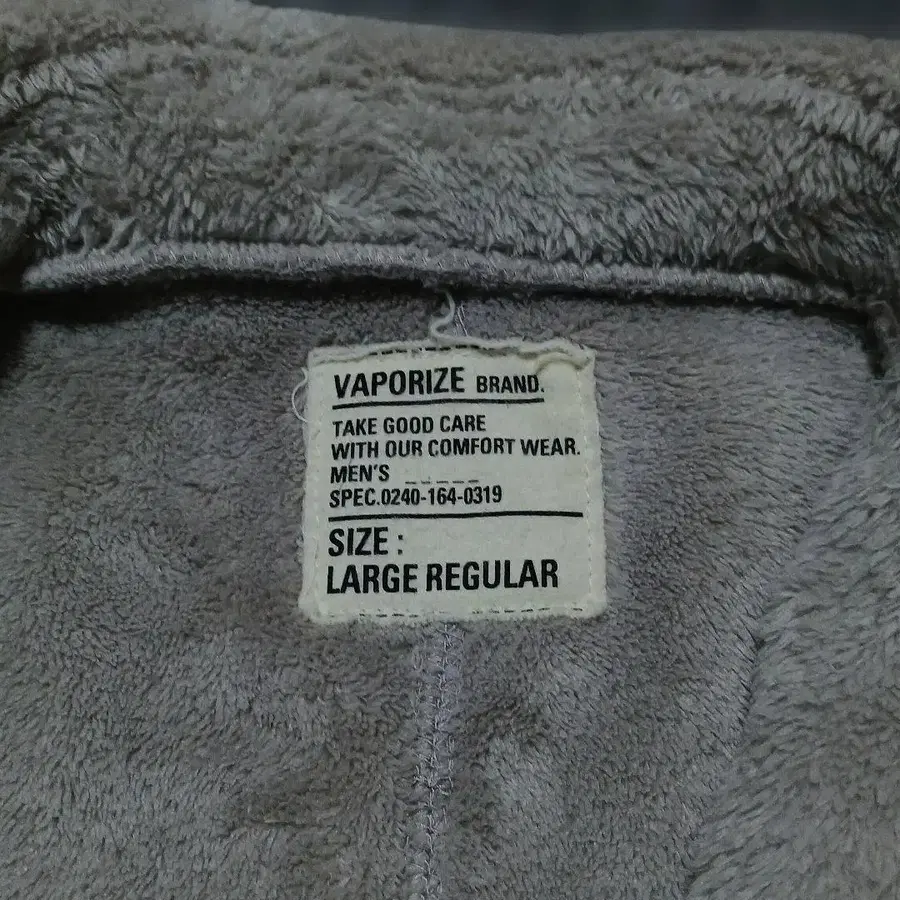 VAPORIZE BRAND.
TAKE GOOD CARE
WITH OUR COMFORT WEAR.
MEN'S _ _ _ _ _
SPEC.0240-164-0319
SIZE :
LARGE REGULAR